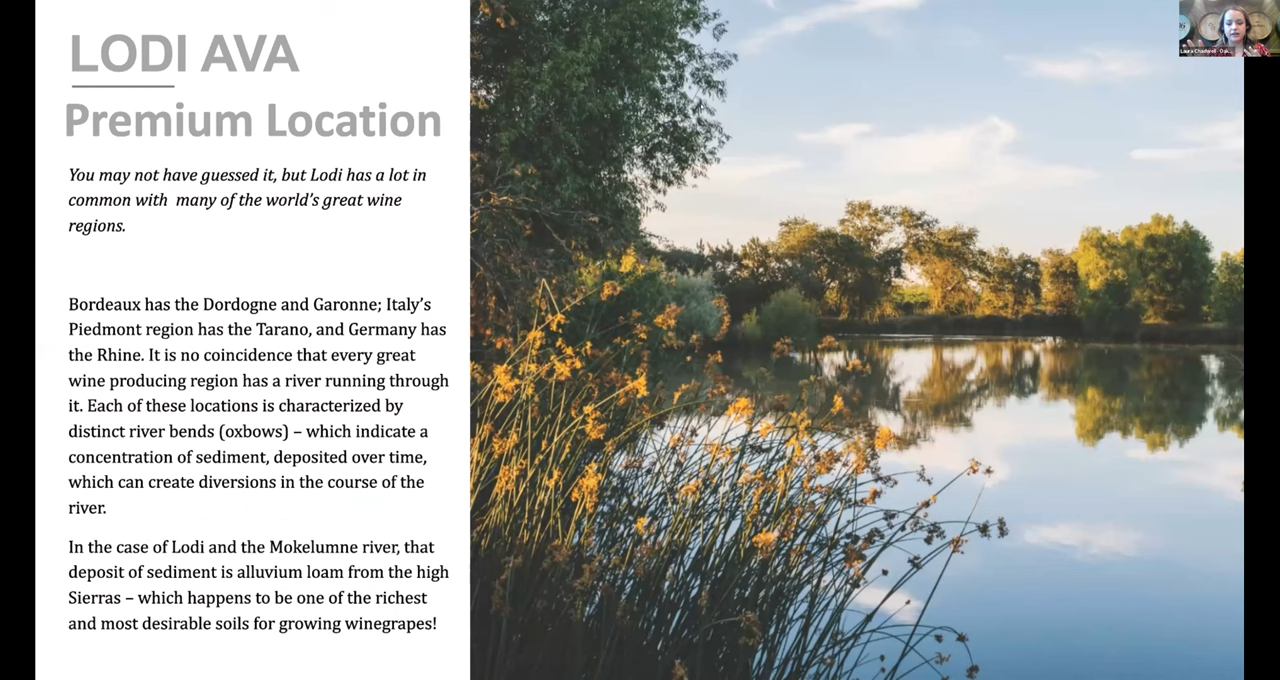 LODI AVA
Premium Location
You may not have guessed it, but Lodi has a lot in
common with many of the world's great wine
regions.
Bordeaux has the Dordogne and Garonne; Italy's
Piedmont region has the Tarano, and Germany has
the Rhine. It is no coincidence that every great
wine producing region has a river running through
it. Each of these locations is characterized by
distinct river bends (oxbows) – which indicate a
concentration of sediment, deposited over time,
which can create diversions in the course of the
river.
In the case of Lodi and the Mokelumne river, that
deposit of sediment is alluvium loam from the high
Sierras – which happens to be one of the richest
and most desirable soils for growing winegrapes!